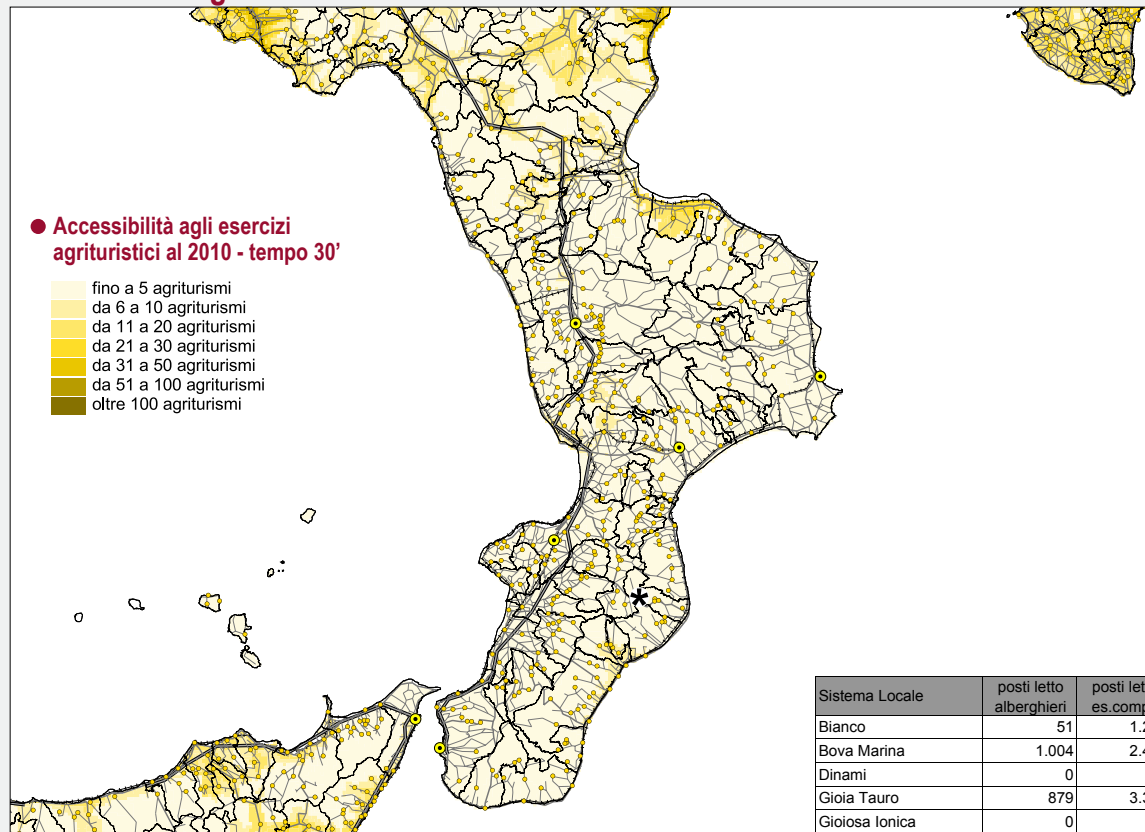 ● Accessibilità agli esercizi
agrituristici al 2010 - tempo 30'
fino a 5 agriturismi
da 6 a 10 agriturismi
da 11 a 20 agriturismi
da 21 a 30 agriturismi
da 31 a 50 agriturismi
da 51 a 100 agriturismi
oltre 100 agriturismi
*
Sistema Locale posti letto
alberghieri
Bianco 51
Bova Marina 1.004
Dinami 0
Gioia Tauro 879
Gioiosa Ionica 0